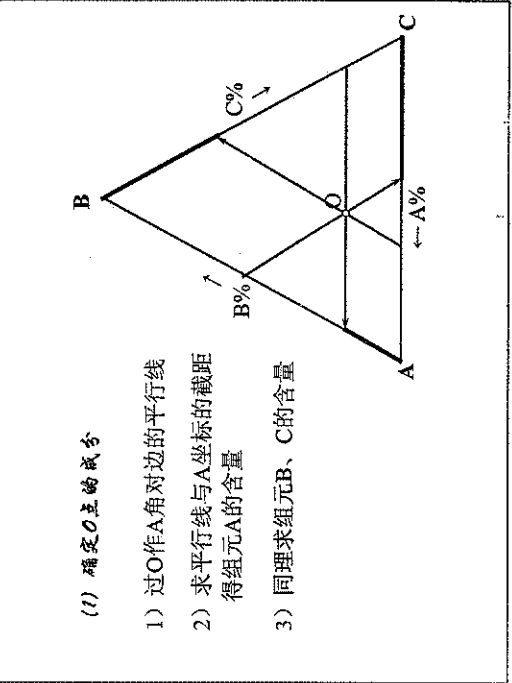 (1) 确定O点的成分
1）过O作A角对边的平行线
2）求平行线与A坐标的截距
得组元A的含量
3）同理求组元B、C的含量
B
C%
→
C
O
B%
→
←A%
A